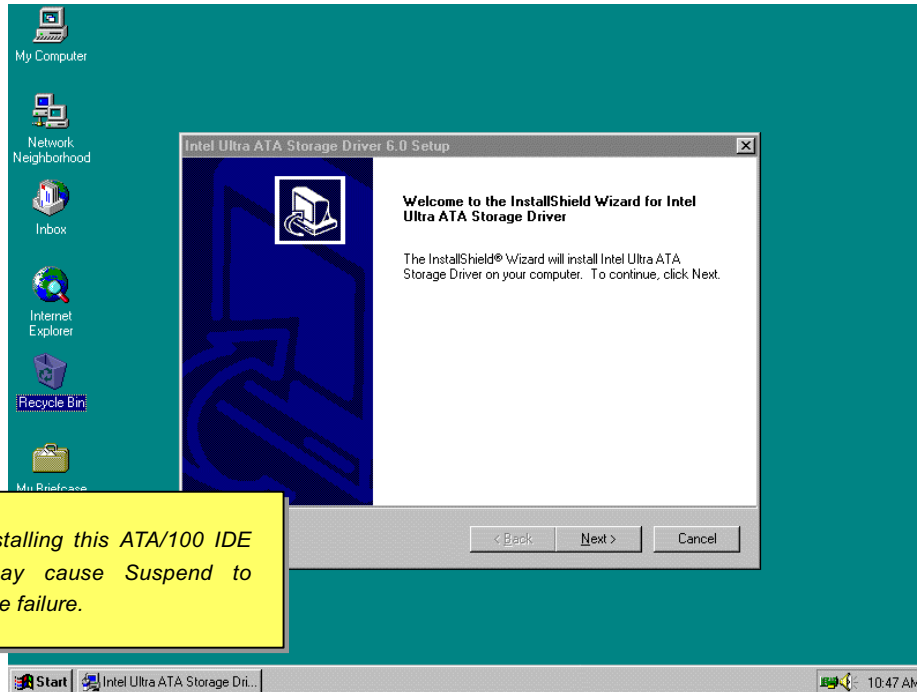 My Computer
Network
Neighborhood
Inbox
Internet
Explorer
Recycle Bin
My Briefcase
Intel Ultra ATA Storage Driver 6.0 Setup
Welcome to the InstallShield Wizard for Intel
Ultra ATA Storage Driver
The InstallShield® Wizard will install Intel Ultra ATA
Storage Driver on your computer. To continue, click Next.
< Back
Next >
Cancel
this ATA/100 IDE
cause Suspend to
failure.
Start
Intel Ultra ATA Storage Dri...
10:47 AM